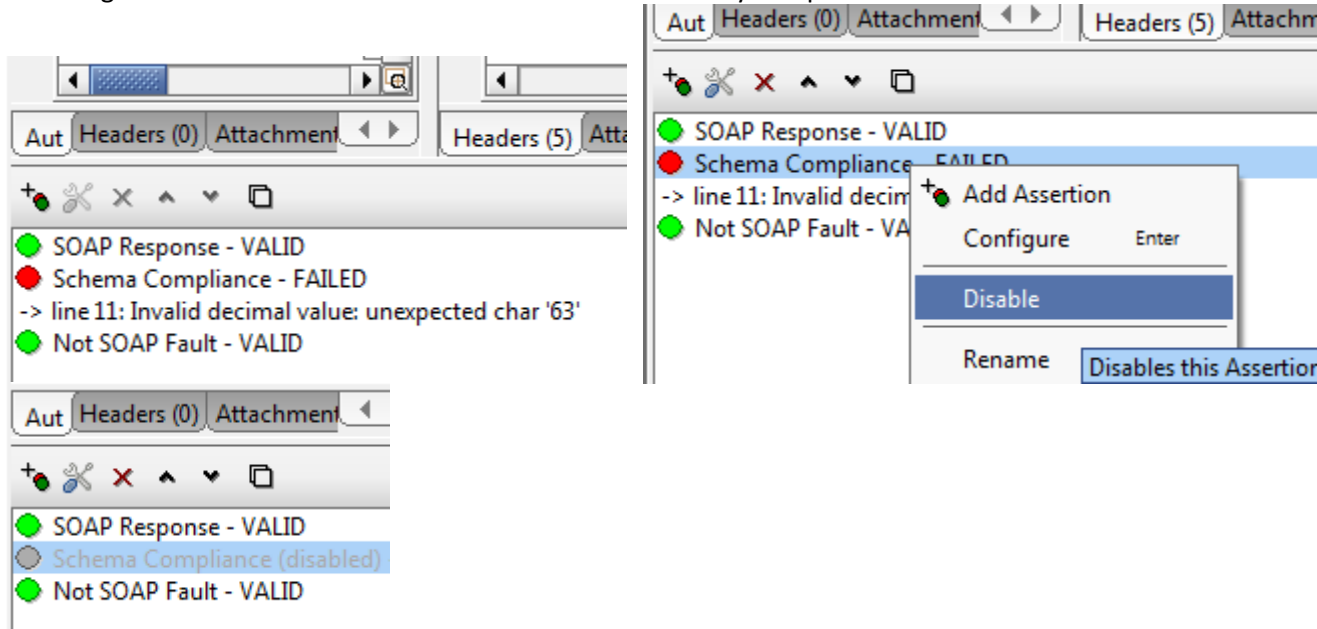 Aut Headers (0) Attachment Headers (5)
SOAP Response - VALID
Schema Compliance - FAILED
-> line 11: Invalid decimal value: unexpected char '63'
Not SOAP Fault - VALID
Aut Headers (0) Attachment Headers (5) Attachm
SOAP Response - VALID
Schema Compliance - FAILED
-> line 11: Invalid decim
Not SOAP Fault - VA
Add Assertion
Configure Enter
Disable
Rename
Disables this Assertion
Aut Headers (0) Attachment
SOAP Response - VALID
Schema Compliance (disabled)
Not SOAP Fault - VALID